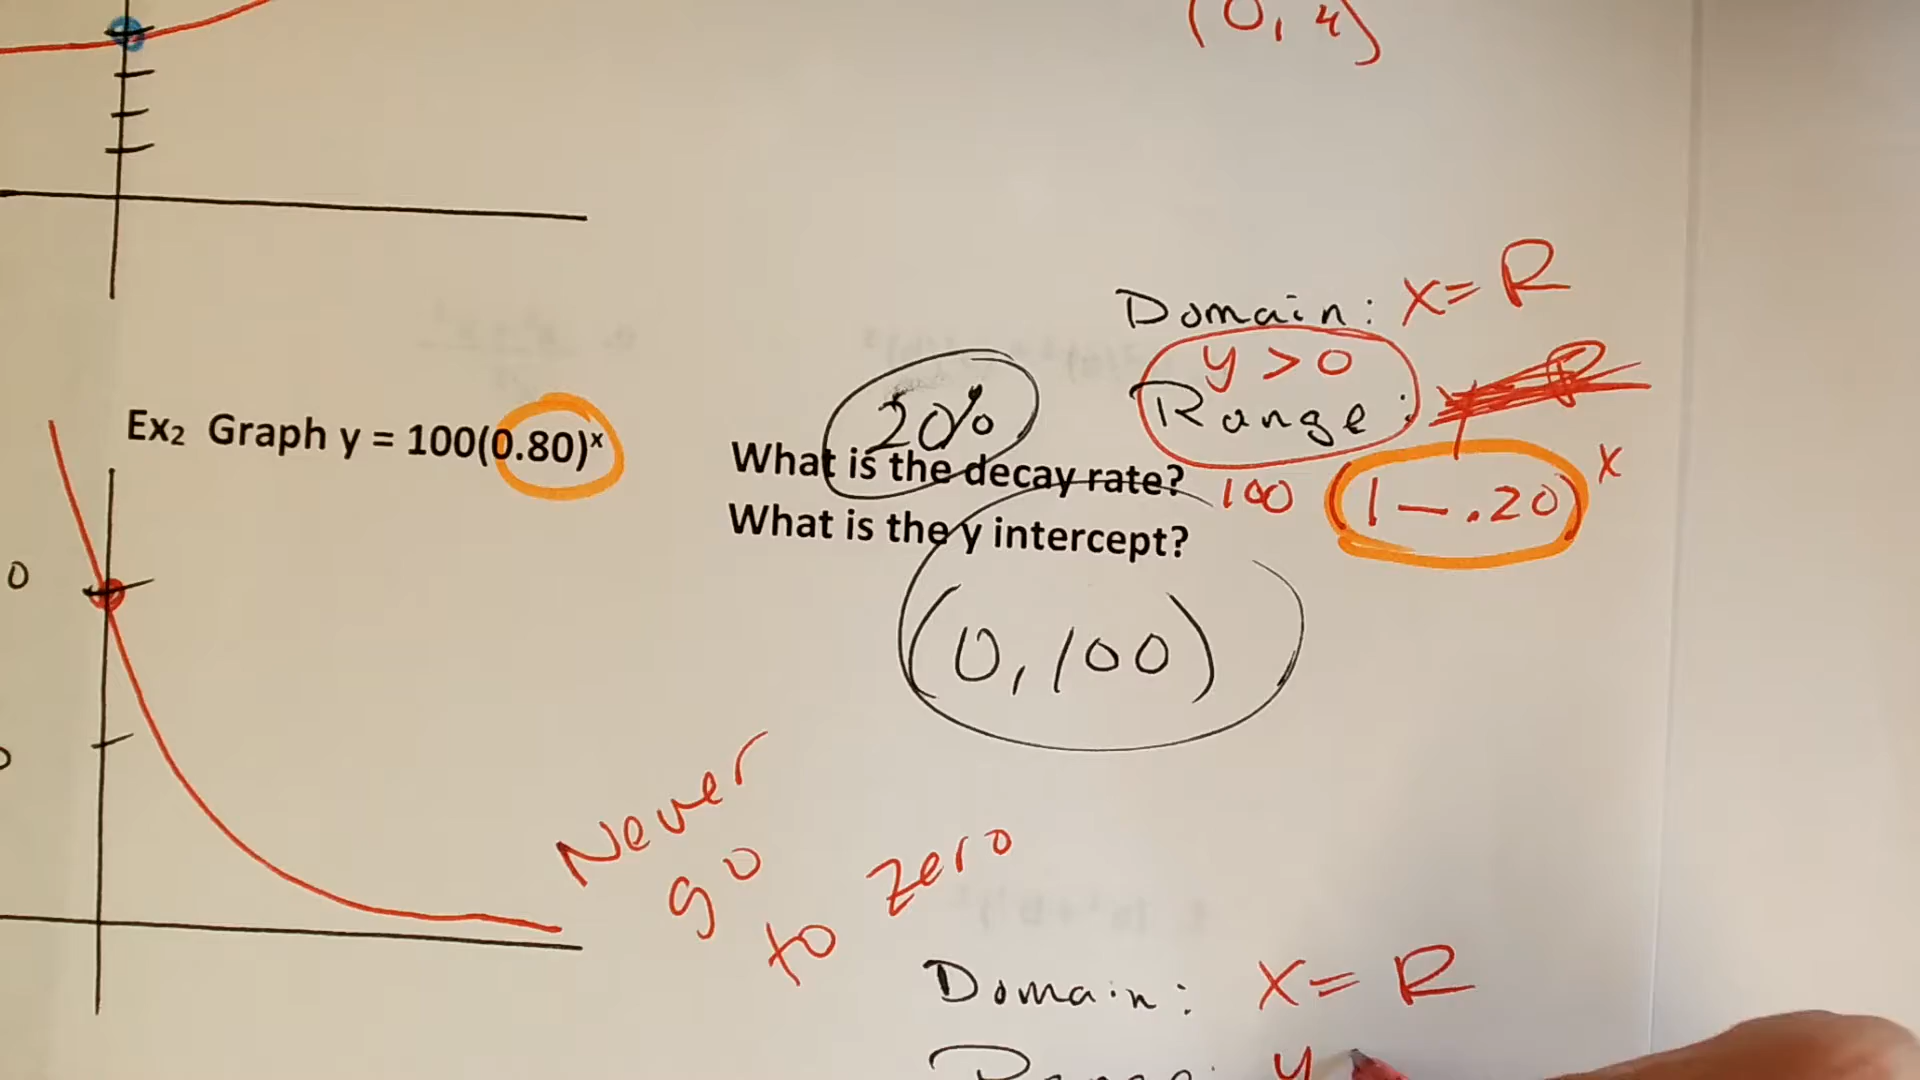 (0, 4)
Domain: x = R
y > 0
Range:
20%
Ex2 Graph y = 100(0.80)ˣ
What is the decay rate?
100 (1 - .20)ˣ
What is the y intercept?
0
(0, 100)
Never
go
to zero
Domain: x = R
Range: y